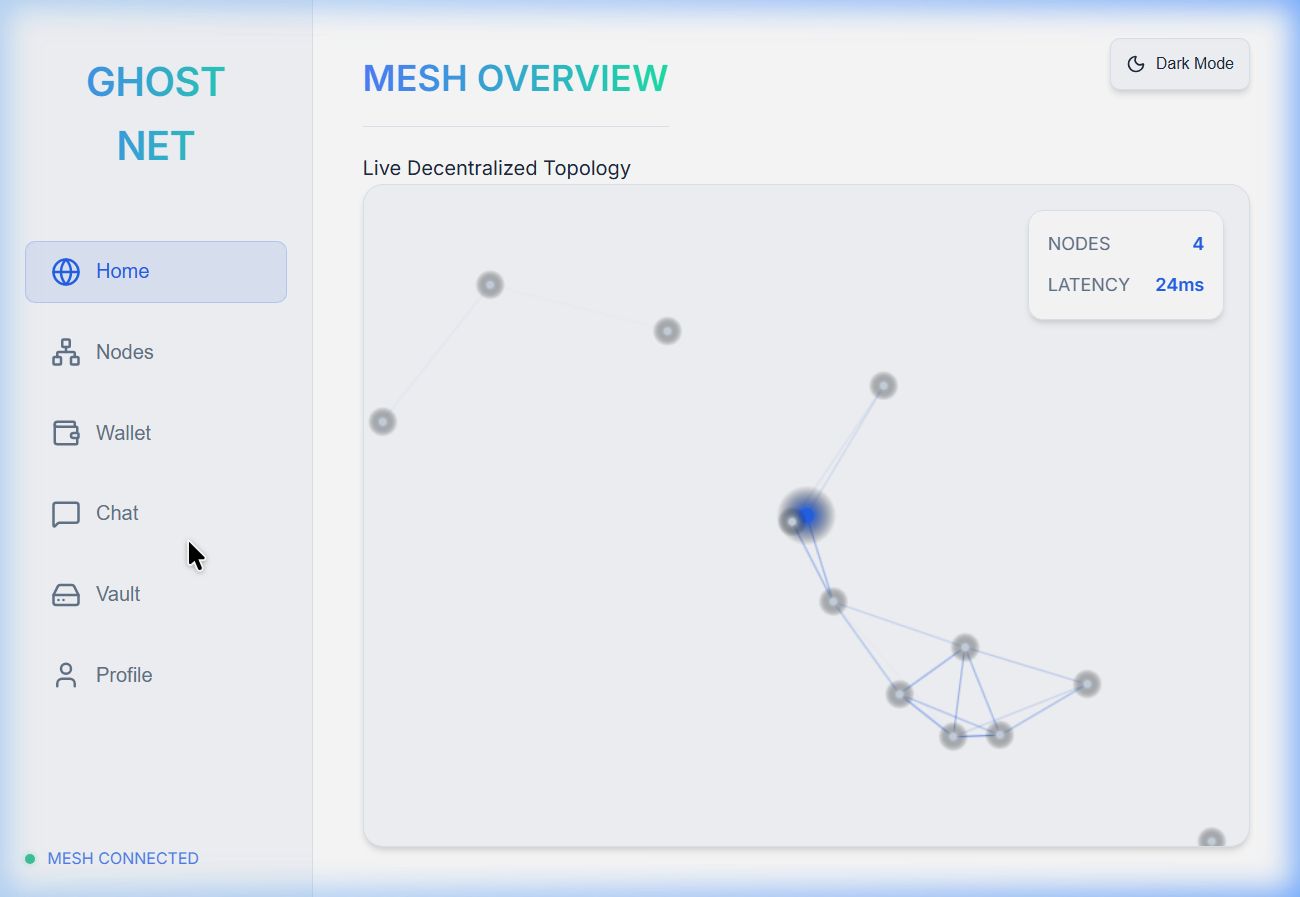 GHOST
NET
Home
Nodes
Wallet
Chat
Vault
Profile
MESH CONNECTED
MESH OVERVIEW
Dark Mode
Live Decentralized Topology
NODES 4
LATENCY 24ms